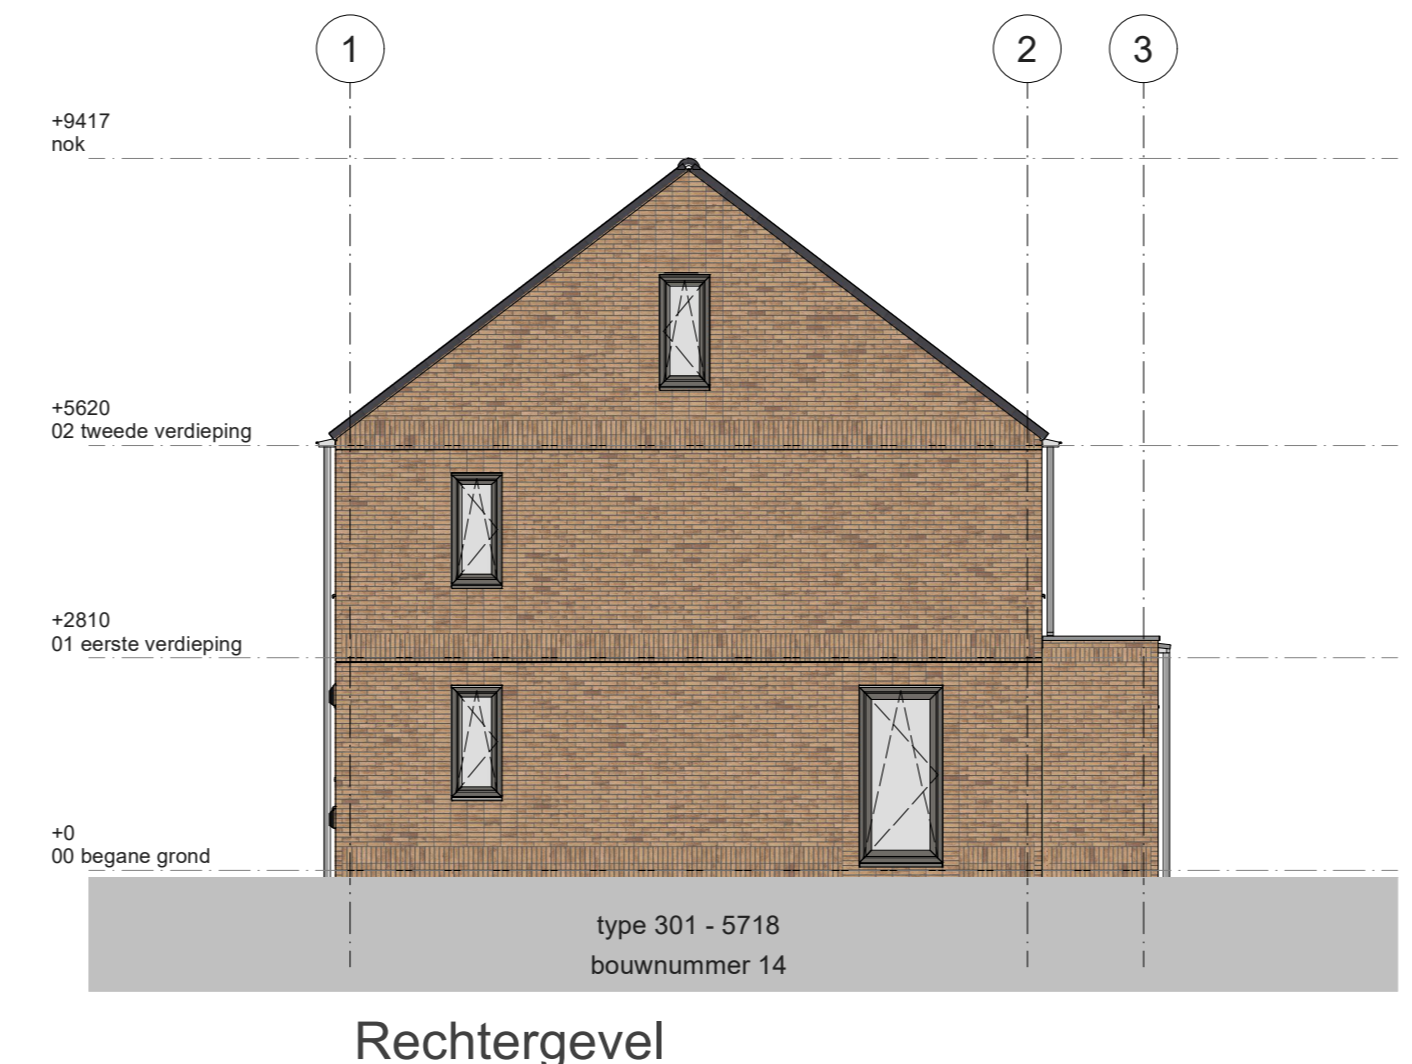 1
2
3
+9417
nok
+5620
02 tweede verdieping
+2810
01 eerste verdieping
+0
00 begane grond
type 301 - 5718
bouwnummer 14
Rechtergevel